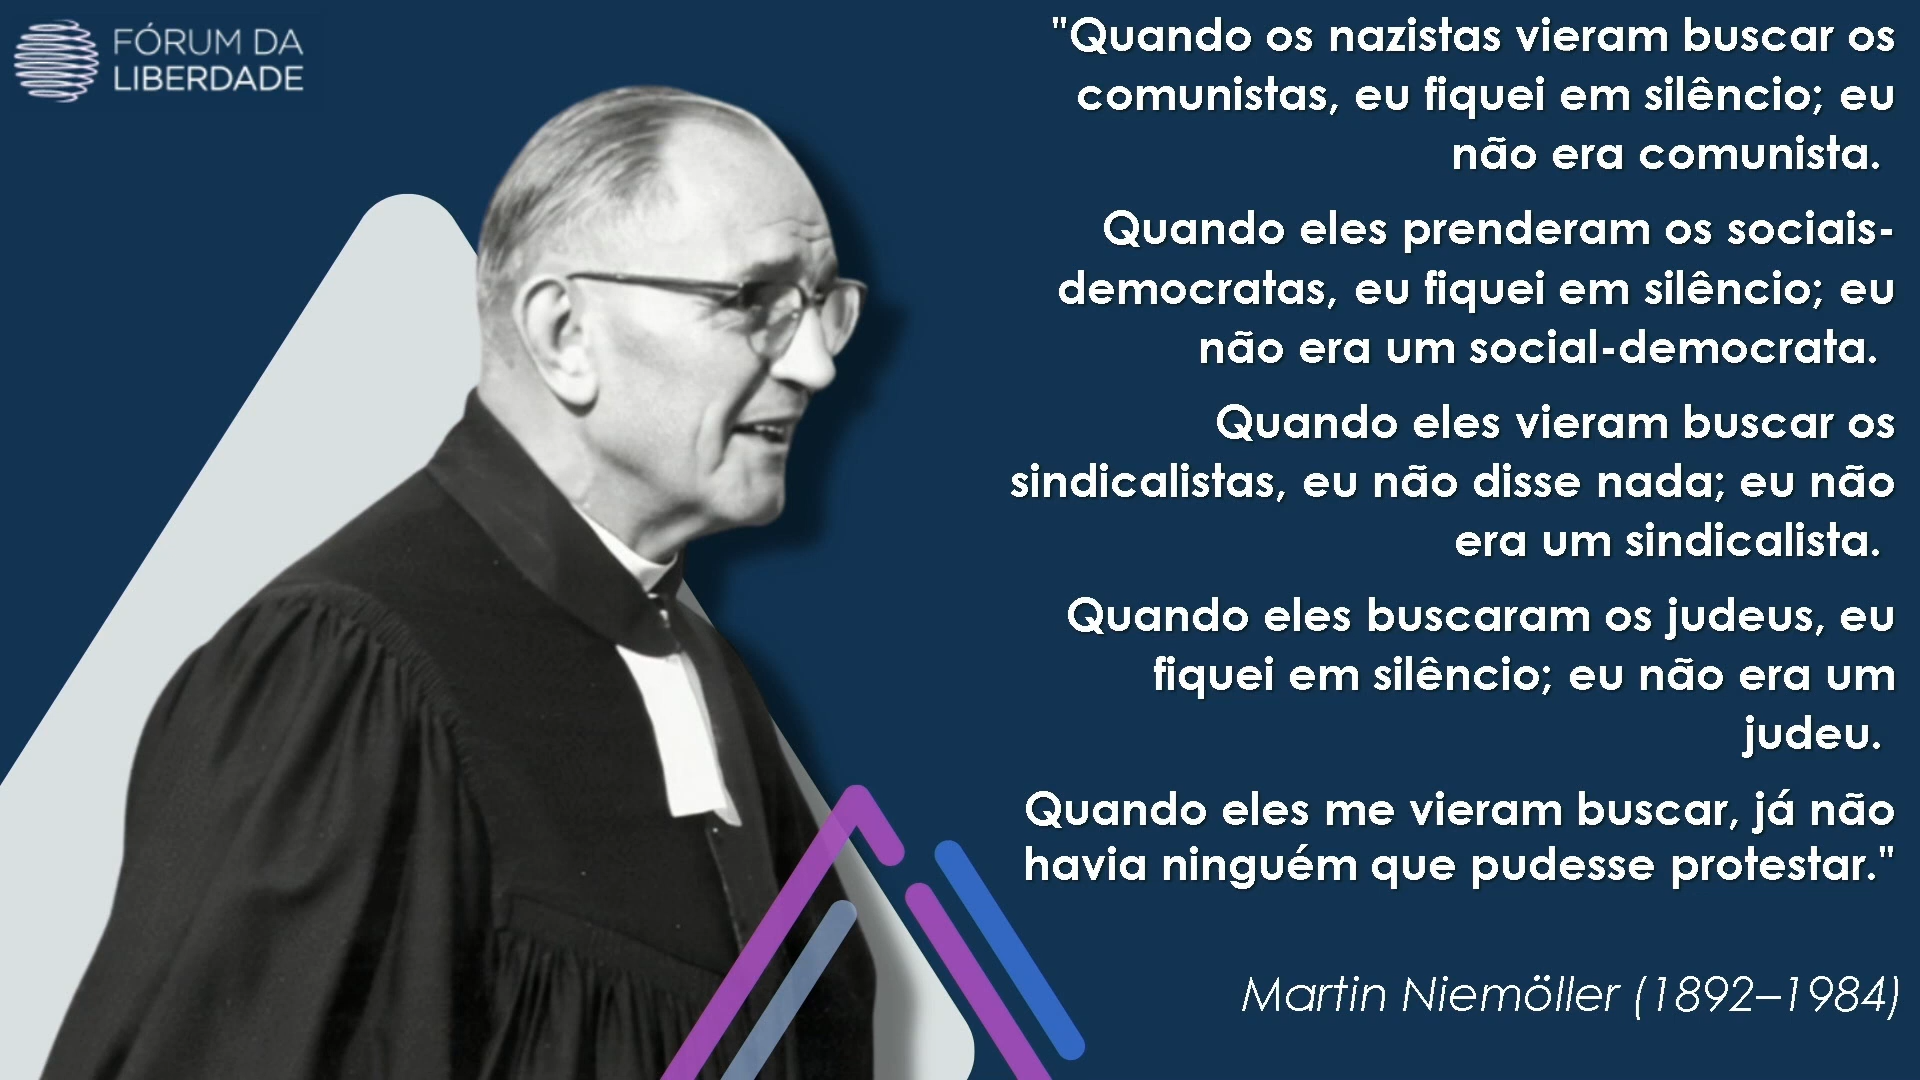 FÓRUM DA
LIBERDADE
"Quando os nazistas vieram buscar os
comunistas, eu fiquei em silêncio; eu
não era comunista.
Quando eles prenderam os sociais-
democratas, eu fiquei em silêncio; eu
não era um social-democrata.
Quando eles vieram buscar os
sindicalistas, eu não disse nada; eu não
era um sindicalista.
Quando eles buscaram os judeus, eu
fiquei em silêncio; eu não era um
judeu.
Quando eles me vieram buscar, já não
havia ninguém que pudesse protestar."
Martin Niemöller (1892–1984)